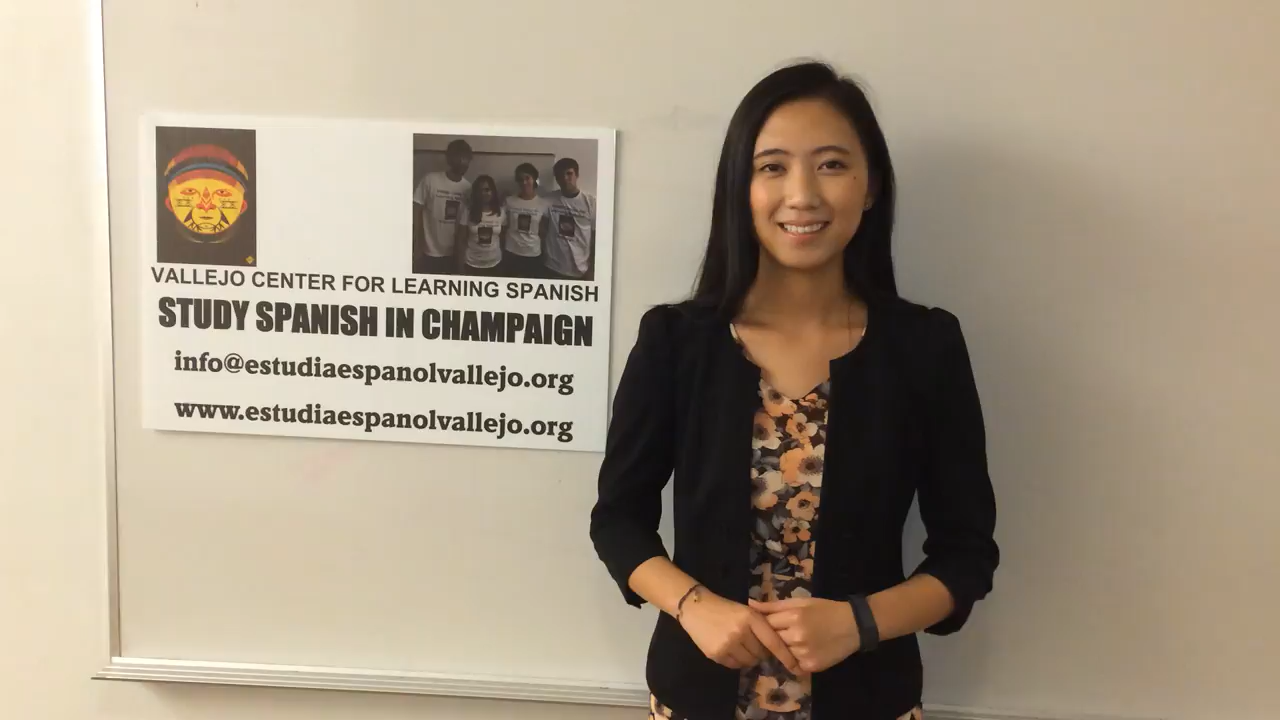 VALLEJO CENTER FOR LEARNING SPANISH
STUDY SPANISH IN CHAMPAIGN
info@estudiaespanolvallejo.org
www.estudiaespanolvallejo.org